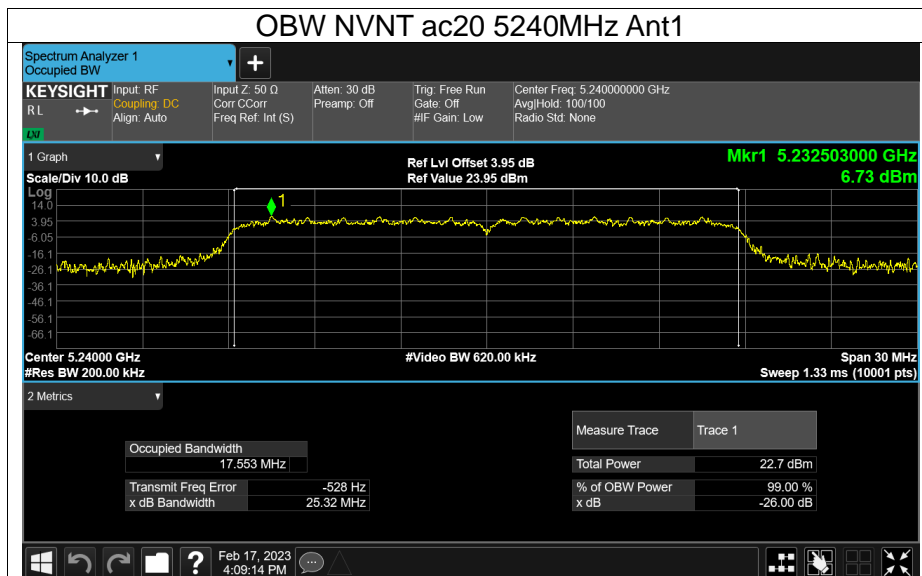 OBW NVNT ac20 5240MHz Ant1
Spectrum Analyzer 1
Occupied BW
KEYSIGHT
R L
LXI
Input: RF
Coupling: DC
Align: Auto
Input Z: 50 Ω
Corr CCorr
Freq Ref: Int (S)
Atten: 30 dB
Preamp: Off
Trig: Free Run
Gate: Off
#IF Gain: Low
Center Freq: 5.240000000 GHz
Avg|Hold: 100/100
Radio Std: None
1 Graph
Scale/Div 10.0 dB
Ref Lvl Offset 3.95 dB
Ref Value 23.95 dBm
Mkr1 5.232503000 GHz
6.73 dBm
Log
14.0
3.95
-6.05
-16.1
-26.1
-36.1
-46.1
-56.1
-66.1
1
Center 5.24000 GHz
#Res BW 200.00 kHz
#Video BW 620.00 kHz
Span 30 MHz
Sweep 1.33 ms (10001 pts)
2 Metrics
Occupied Bandwidth
17.553 MHz
Transmit Freq Error -528 Hz
x dB Bandwidth 25.32 MHz
Measure Trace Trace 1
Total Power 22.7 dBm
% of OBW Power 99.00 %
x dB -26.00 dB
?
Feb 17, 2023
4:09:14 PM